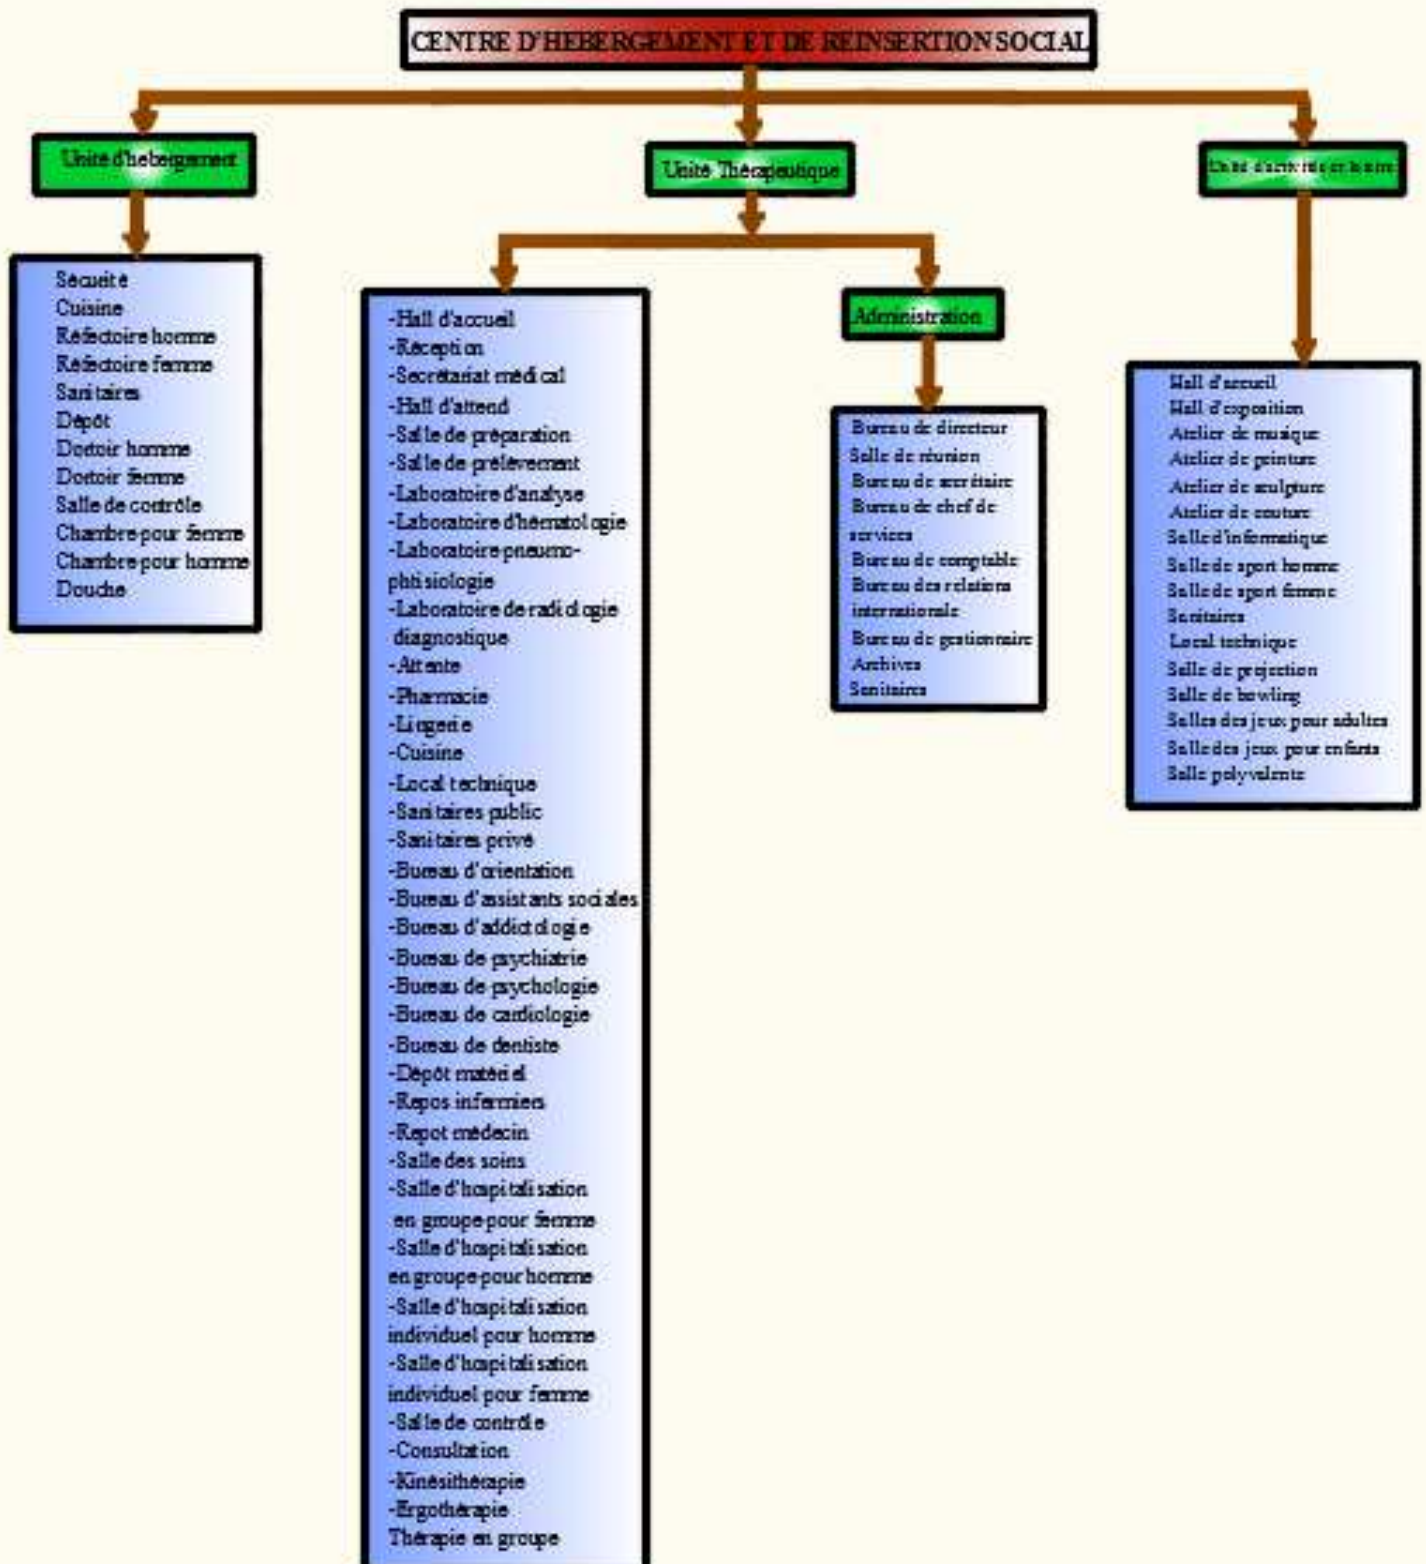 CENTRE D'HEBERGEMENT ET DE REINSERTION SOCIAL
Unité d'hebergement
Unité Thérapeutique
Unité d'activité et loisirs
Sécurité
Cuisine
Réfectoire homme
Réfectoire femme
Sanitaires
Dépôt
Dortoir homme
Dortoir femme
Salle de contrôle
Chambre pour femme
Chambre pour homme
Douche
-Hall d'accueil
-Réception
-Secrétariat médical
-Hall d'attend
-Salle de préparation
-Salle de prélèvement
-Laboratoire d'analyse
-Laboratoire d'hématologie
-Laboratoire pneumo-
phtisiologie
-Laboratoire de radiologie
diagnostique
-Attente
-Pharmacie
-Lingerie
-Cuisine
-Local technique
-Sanitaires public
-Sanitaires privé
-Bureau d'orientation
-Bureau d'assistants sociales
-Bureau d'addictologie
-Bureau de psychiatrie
-Bureau de psychologie
-Bureau de cardiologie
-Bureau de dentiste
-Dépôt matériel
-Repos infermiers
-Repot médecin
-Salle des soins
-Salle d'hospitalisation
en groupe pour femme
-Salle d'hospitalisation
en groupe pour homme
-Salle d'hospitalisation
individuel pour homme
-Salle d'hospitalisation
individuel pour femme
-Salle de contrôle
-Consultation
-Kinésithérapie
-Ergothérapie
Thérapie en groupe
Administration
Bureau de directeur
Salle de réunion
Bureau de secrétaire
Bureau de chef de
services
Bureau de comptable
Bureau des relations
internationale
Bureau de gestionnaire
Archives
Sanitaires
Hall d'accueil
Hall d'exposition
Atelier de musique
Atelier de peinture
Atelier de sculpture
Atelier de couture
Salle d'informatique
Salle de sport homme
Salle de sport femme
Sanitaires
Local technique
Salle de projection
Salle de bowling
Salles des jeux pour adultes
Salle des jeux pour enfants
Salle polyvalente